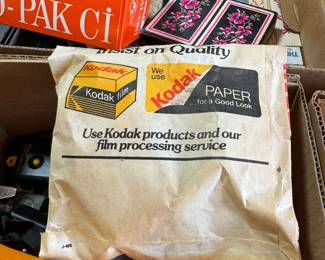 -PAK Ci
Insist on Quality
Kodak
Kodak film
We
use
Kodak
PAPER
...for a Good Look
Use Kodak products and our
film processing service